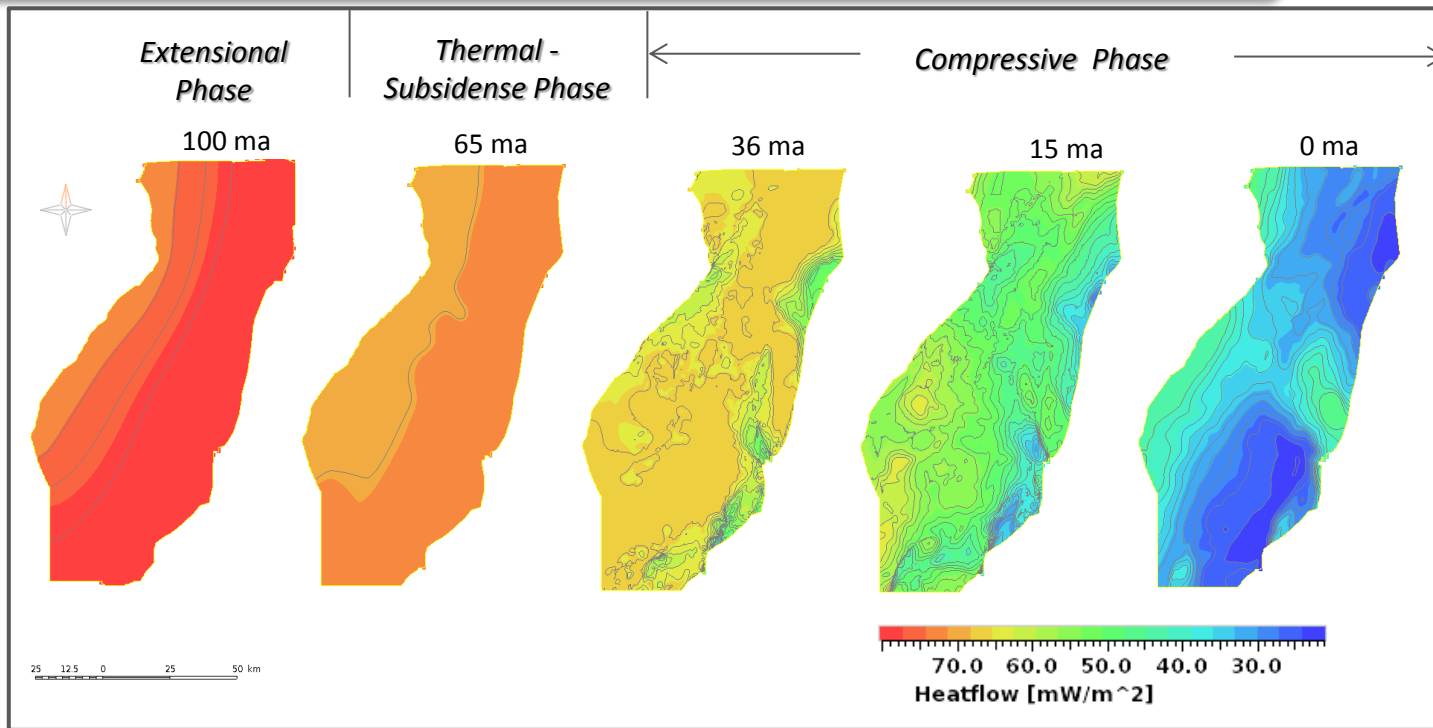 Extensional
Phase
Thermal -
Subsidense Phase
Compressive Phase
100 ma
65 ma
36 ma
15 ma
0 ma
25 12.5 0 25 50 km
70.0 60.0 50.0 40.0 30.0
Heatflow [mW/m^2]